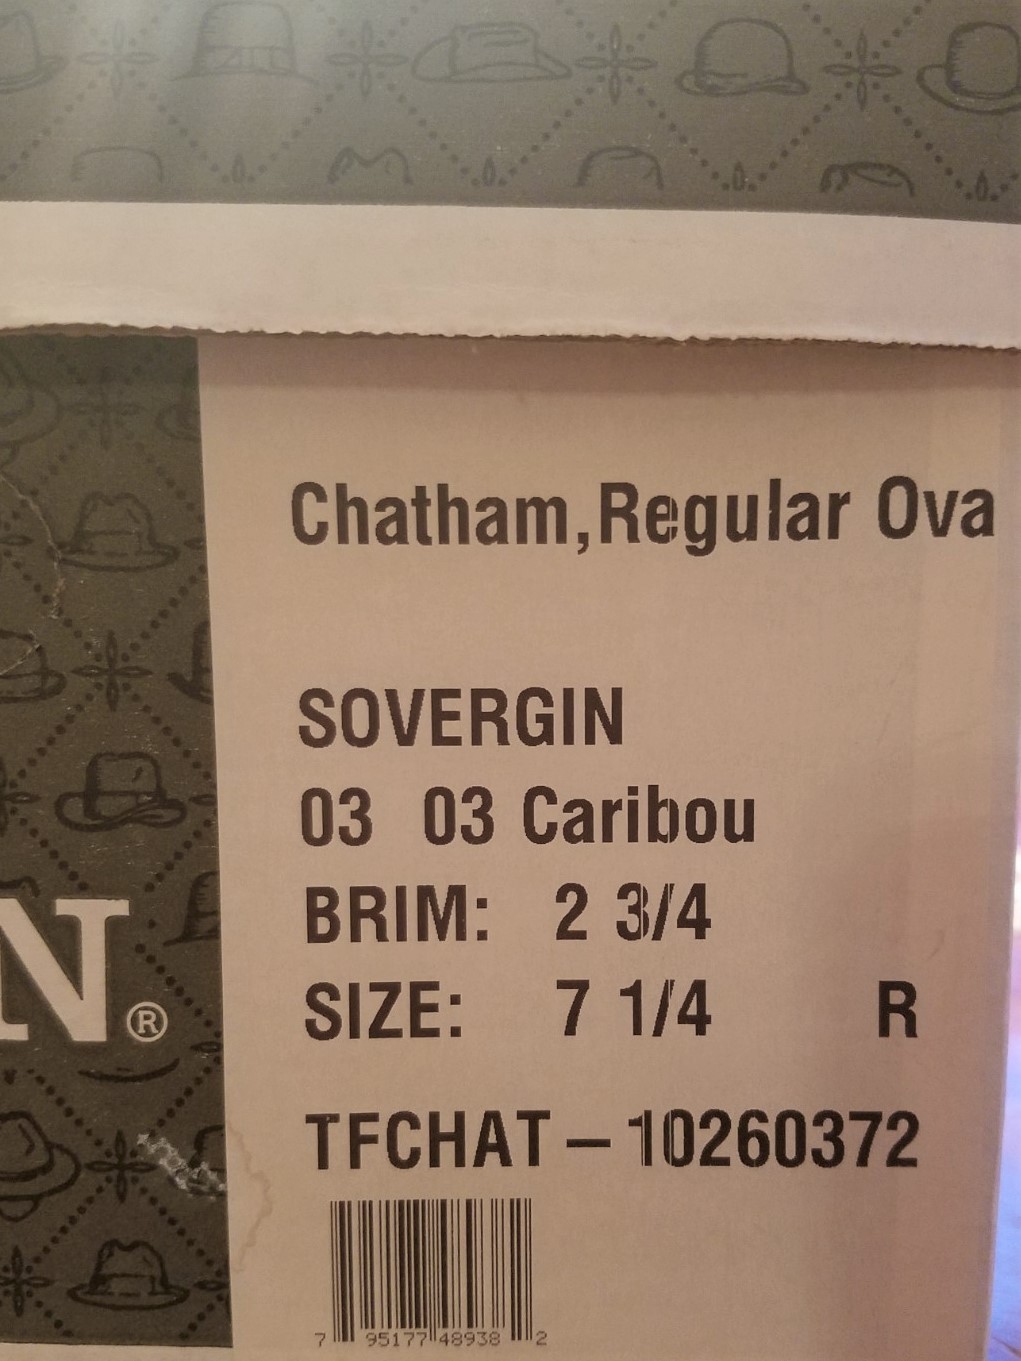 Chatham,Regular Ova
SOVERGIN
03 03 Caribou
BRIM: 2 3/4
SIZE: 7 1/4 R
N®
TFCHAT-10260372
7 95177 48938 2